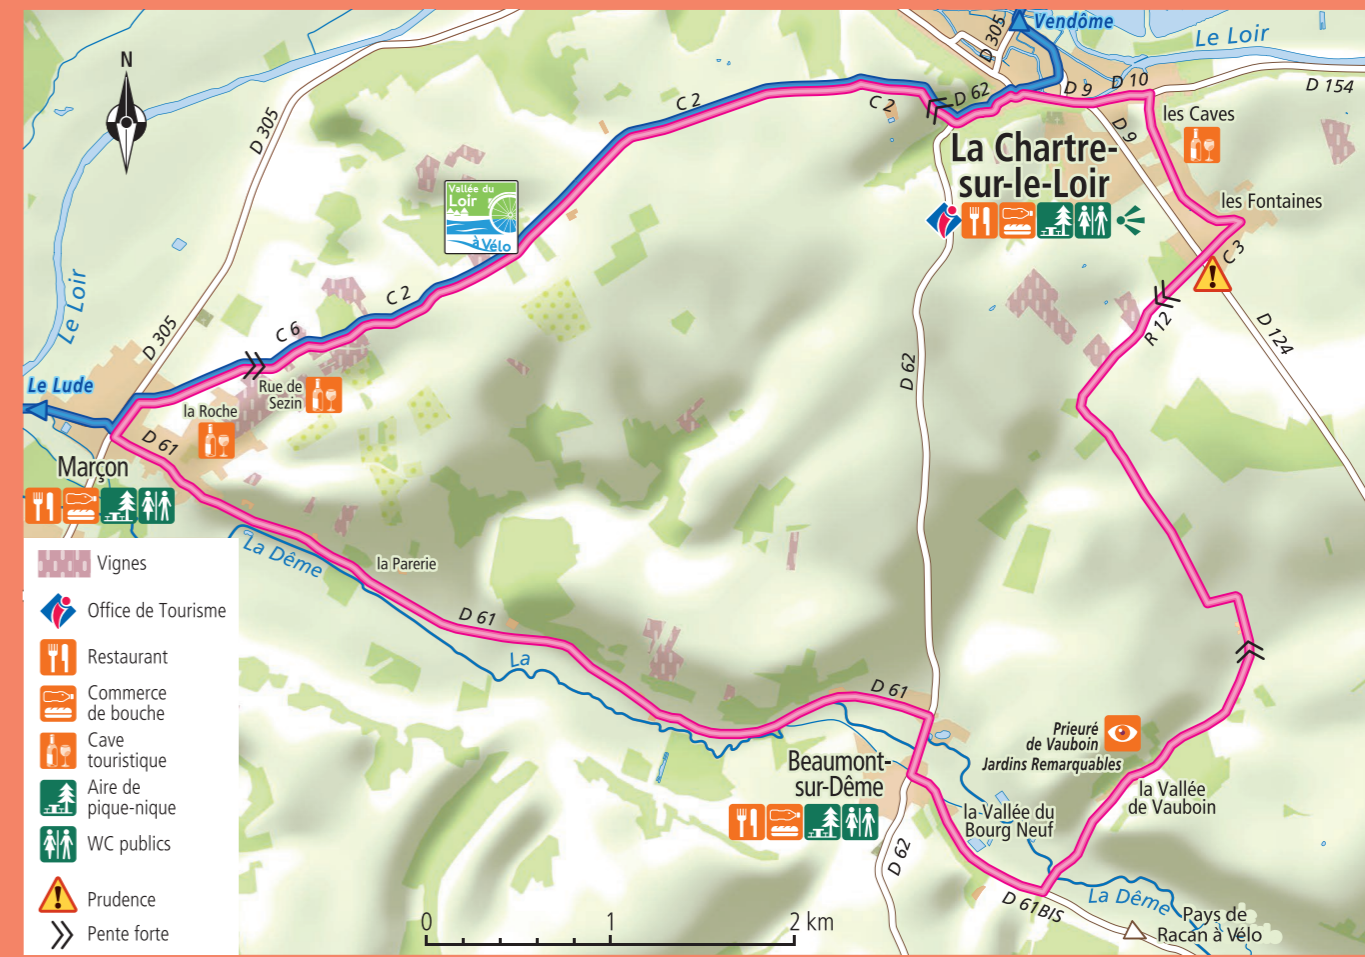 N
Vendôme
Le Loir
D 305
D 10
D 9
D 154
D 62
C 2
C 2
les Caves
D 9
D 305
La Chartre-
sur-le-Loir
les Fontaines
Vallée du
Loir
à Vélo
C 3
C 2
Le Loir
C 6
R 12
D 124
D 305
D 62
Le Lude
Rue de
Sezin
la Roche
D 61
Marçon
La Dême
la Parerie
D 61
La
D 61
Prieuré
de Vauboin
Jardins Remarquables
Beaumont-
sur-Dême
la Vallée
de Vauboin
la Vallée du
Bourg Neuf
D 62
D 61BIS
La Dême
Pays de
Racan à Vélo
Vignes
Office de Tourisme
Restaurant
Commerce
de bouche
Cave
touristique
Aire de
pique-nique
WC publics
Prudence
Pente forte
0 1 2 km